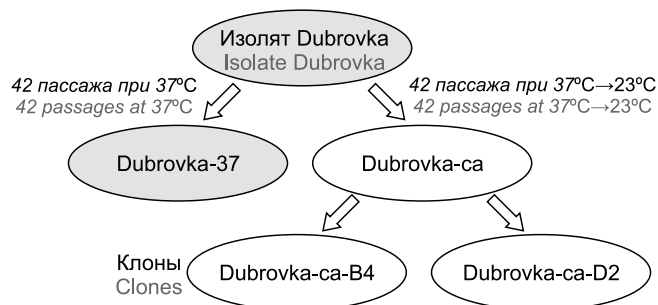 Изолят Dubrovka
Isolate Dubrovka
42 пассажа при 37ºC
42 passages at 37ºC
42 пассажа при 37ºC→23ºC
42 passages at 37ºC→23ºC
Dubrovka-37
Dubrovka-ca
Клоны
Clones
Dubrovka-ca-B4
Dubrovka-ca-D2